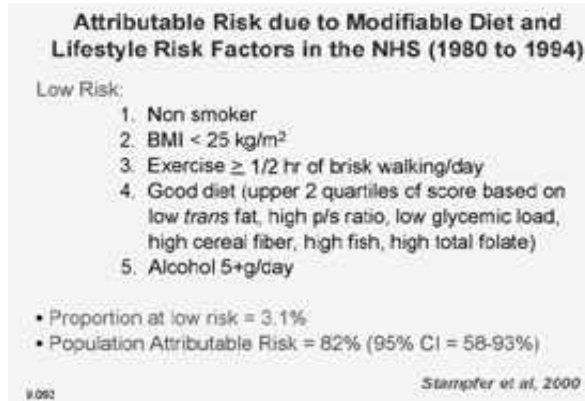 Attributable Risk due to Modifiable Diet and
Lifestyle Risk Factors in the NHS (1980 to 1994)
Low Risk:
1. Non smoker
2. BMI < 25 kg/m²
3. Exercise ≥ 1/2 hr of brisk walking/day
4. Good diet (upper 2 quartiles of score based on
low trans fat, high p/s ratio, low glycemic load,
high cereal fiber, high fish, high total folate)
5. Alcohol 5+g/day
• Proportion at low risk = 3.1%
• Population Attributable Risk = 82% (95% CI = 58-93%)
Stampfer et al, 2000